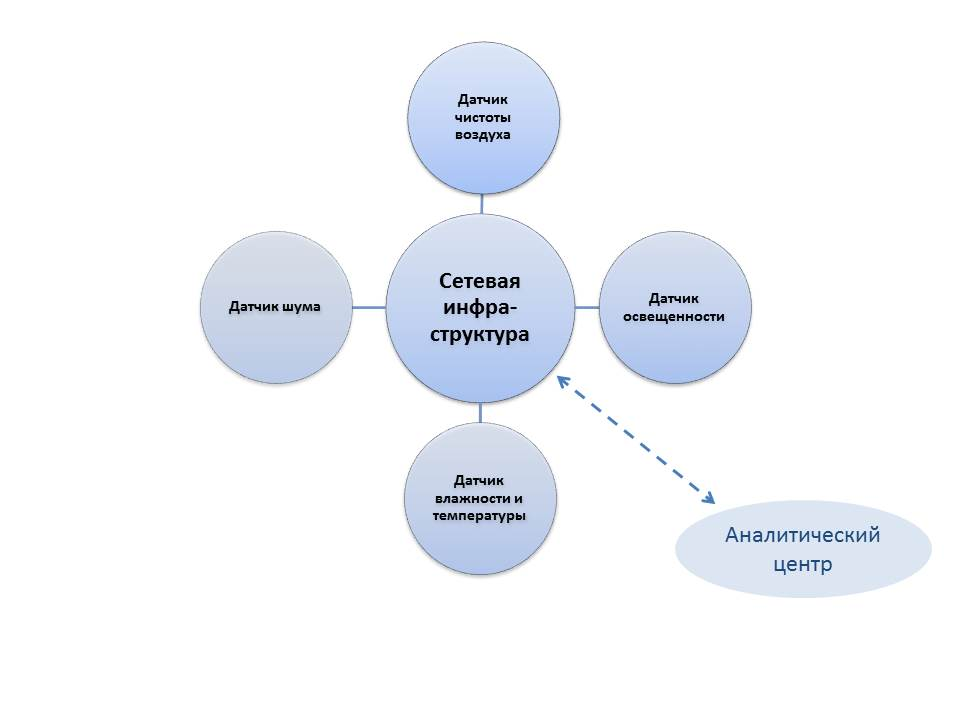 Датчик
чистоты
воздуха
Датчик шума
Сетевая
инфра-
структура
Датчик
освещенности
Датчик
влажности и
температуры
Аналитический
центр